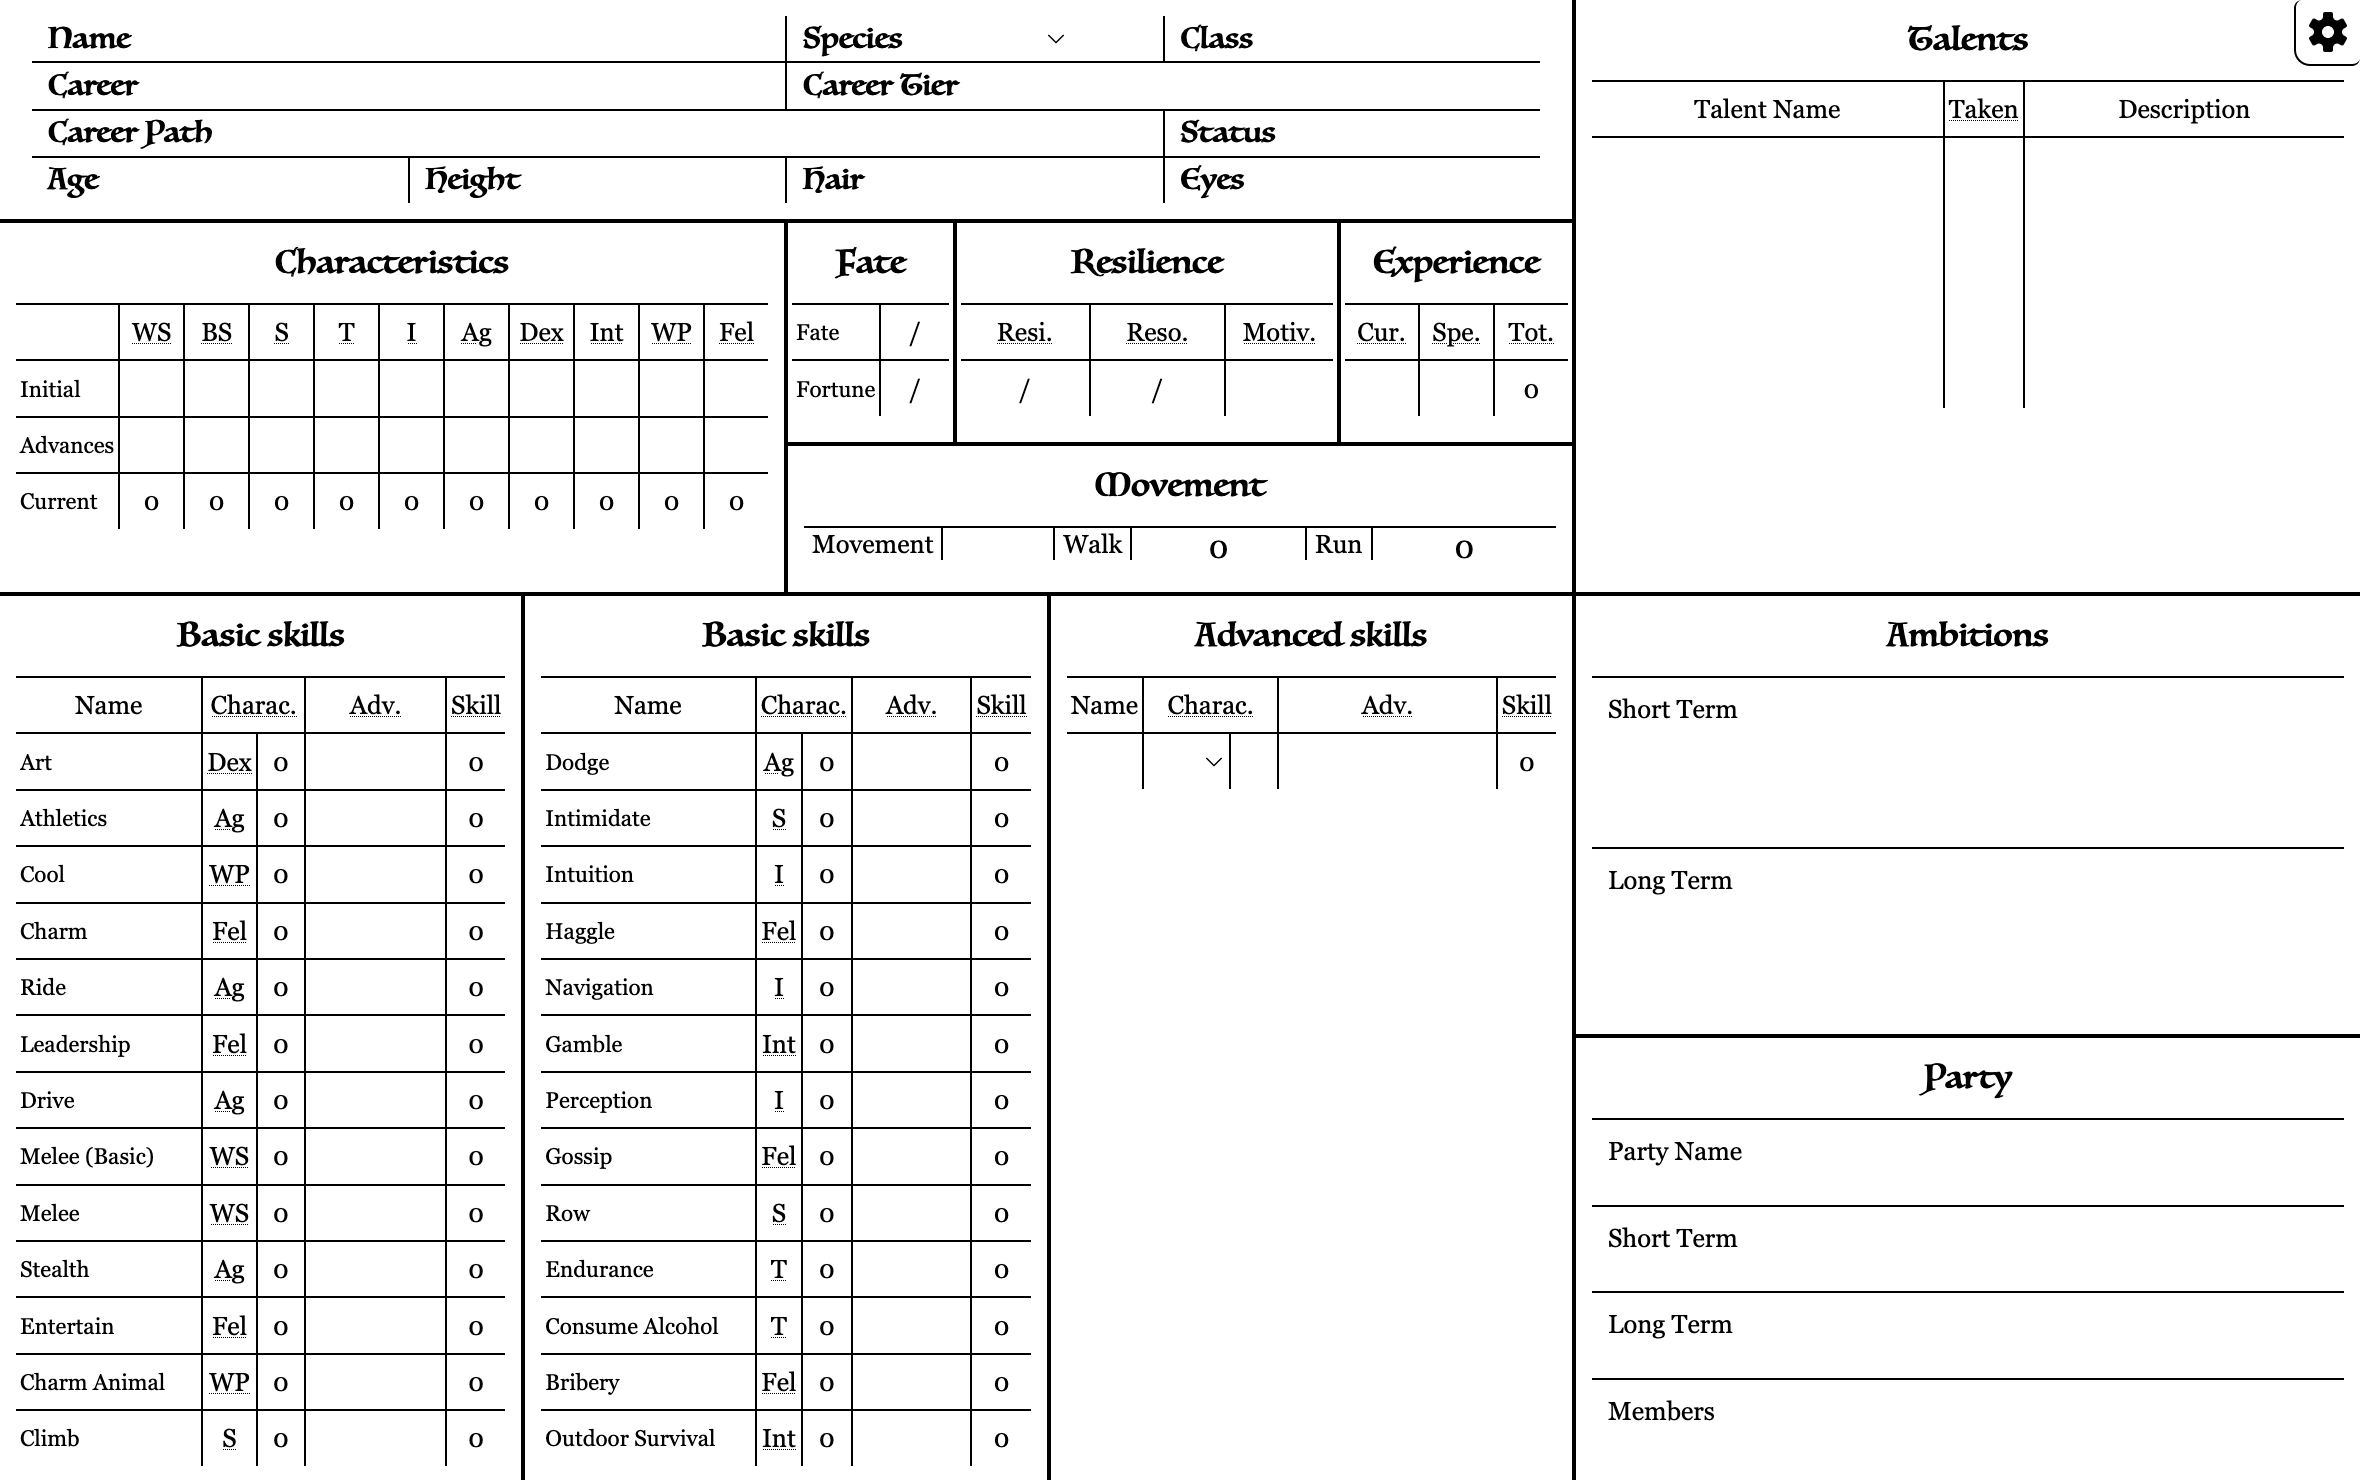 Name Species Class
Career Career Tier
Career Path Status
Age Height Hair Eyes
Characteristics
WS BS S T I Ag Dex Int WP Fel
Initial
Advances
Current 0 0 0 0 0 0 0 0 0 0
Fate
Fate /
Fortune /
Resilience
Resi. Reso. Motiv.
/ /
Experience
Cur. Spe. Tot.
0
Movement
Movement Walk 0 Run 0
Talents
Talent Name Taken Description
Basic skills
Name Charac. Adv. Skill
Art Dex 0 0
Athletics Ag 0 0
Cool WP 0 0
Charm Fel 0 0
Ride Ag 0 0
Leadership Fel 0 0
Drive Ag 0 0
Melee (Basic) WS 0 0
Melee WS 0 0
Stealth Ag 0 0
Entertain Fel 0 0
Charm Animal WP 0 0
Climb S 0 0
Basic skills
Name Charac. Adv. Skill
Dodge Ag 0 0
Intimidate S 0 0
Intuition I 0 0
Haggle Fel 0 0
Navigation I 0 0
Gamble Int 0 0
Perception I 0 0
Gossip Fel 0 0
Row S 0 0
Endurance T 0 0
Consume Alcohol T 0 0
Bribery Fel 0 0
Outdoor Survival Int 0 0
Advanced skills
Name Charac. Adv. Skill
0
Ambitions
Short Term
Long Term
Party
Party Name
Short Term
Long Term
Members